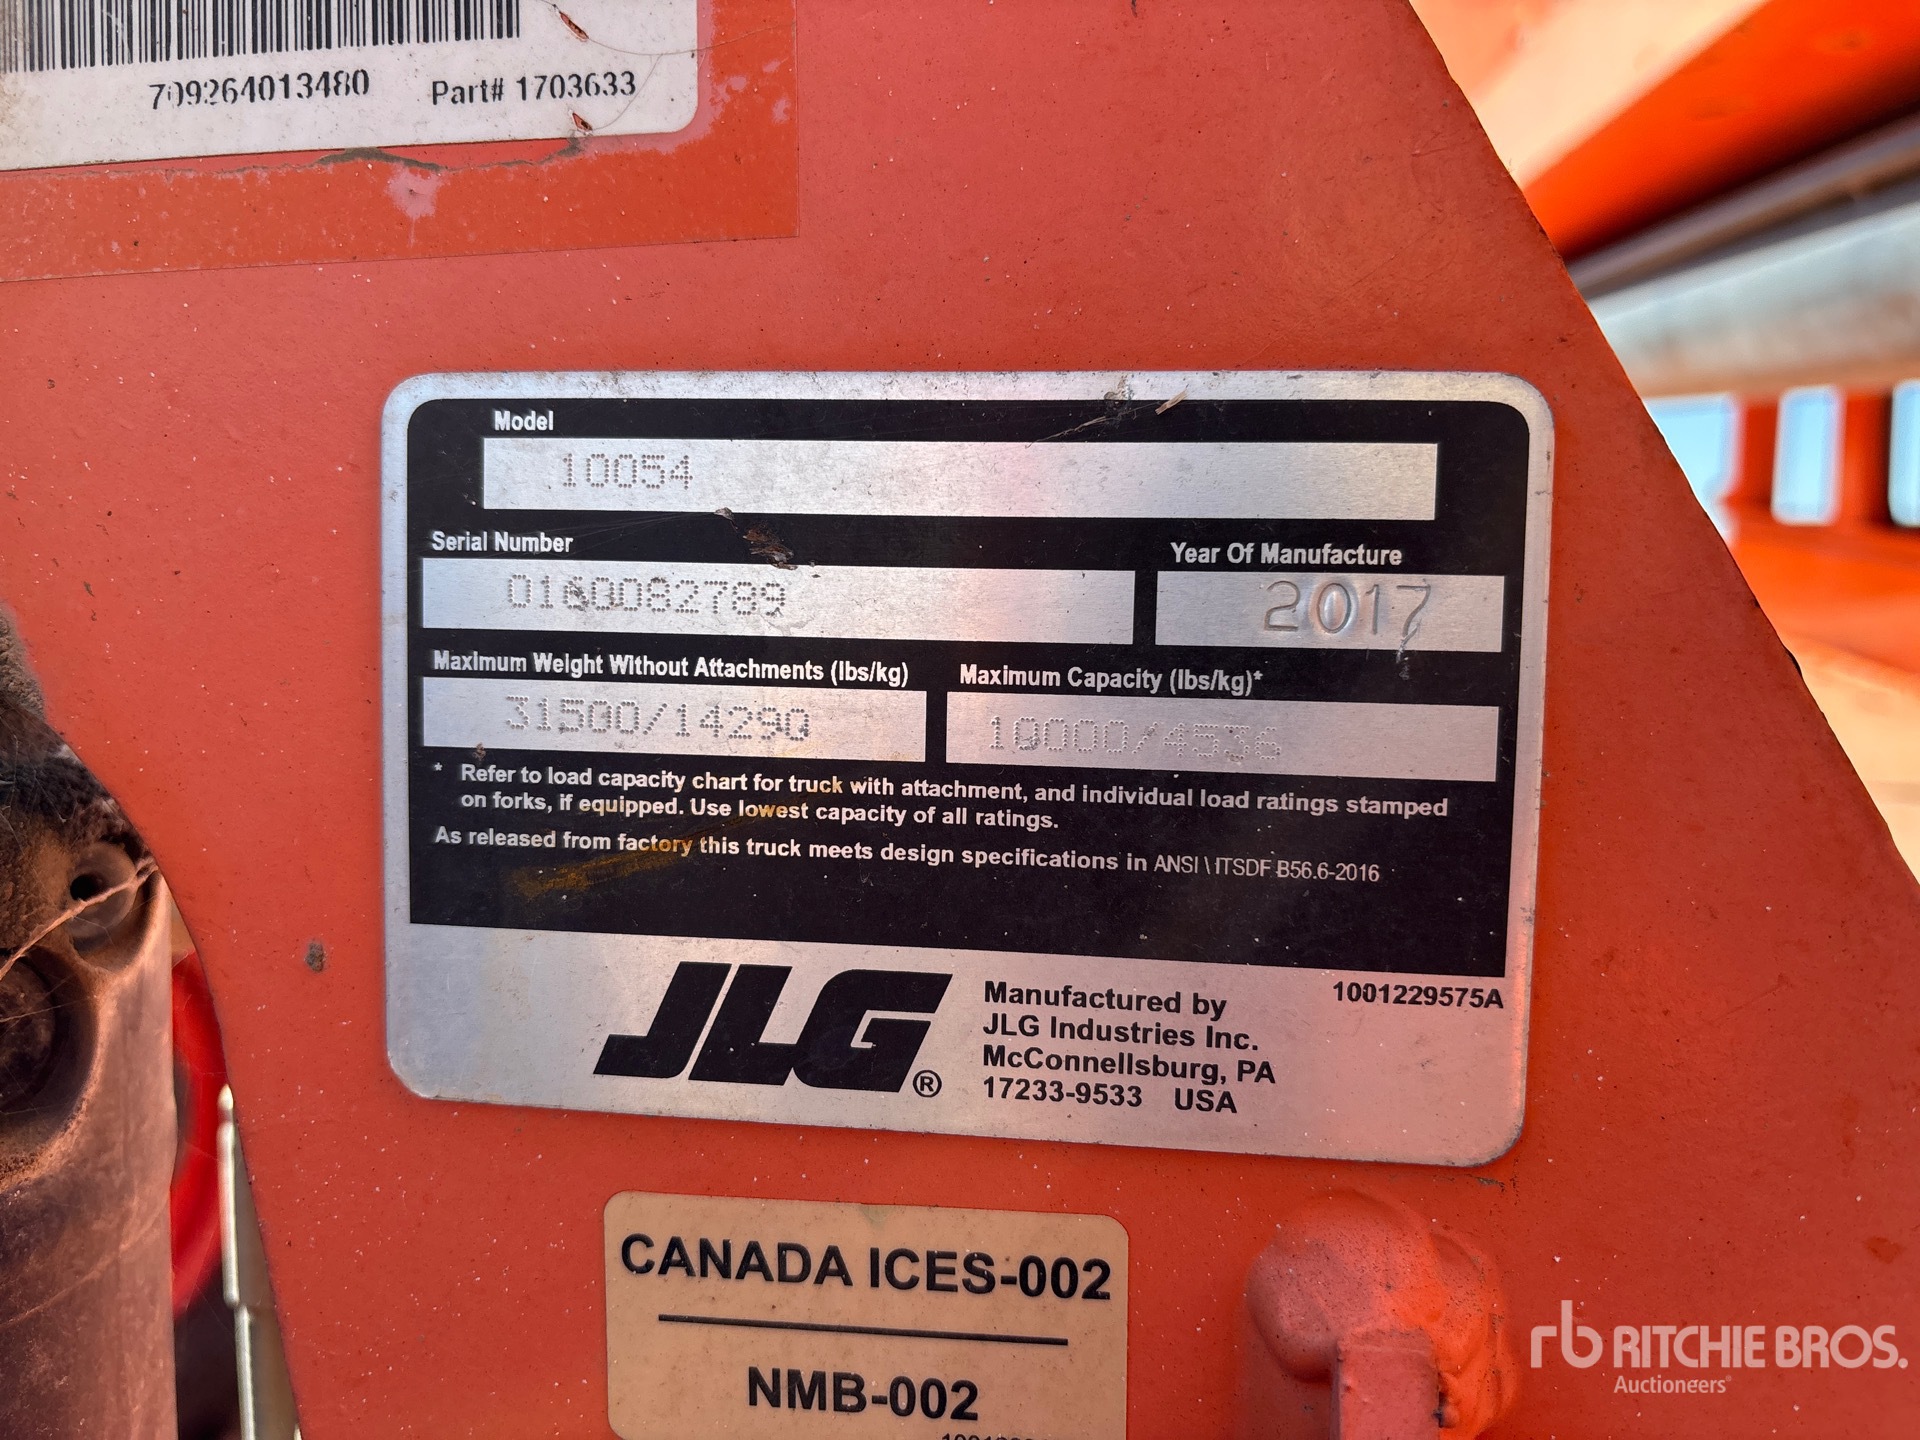 709264013480 Part# 1703633
Model
10054
Serial Number
0160082789
Year Of Manufacture
2017
Maximum Weight Without Attachments (lbs/kg)
31500/14290
Maximum Capacity (lbs/kg)*
10000/4536
* Refer to load capacity chart for truck with attachment, and individual load ratings stamped
on forks, if equipped. Use lowest capacity of all ratings.
As released from factory this truck meets design specifications in ANSI \ ITSDF B56.6-2016
JLG®
Manufactured by
JLG Industries Inc.
McConnellsburg, PA
17233-9533 USA
1001229575A
CANADA ICES-002
NMB-002
rb RITCHIE BROS.
Auctioneers